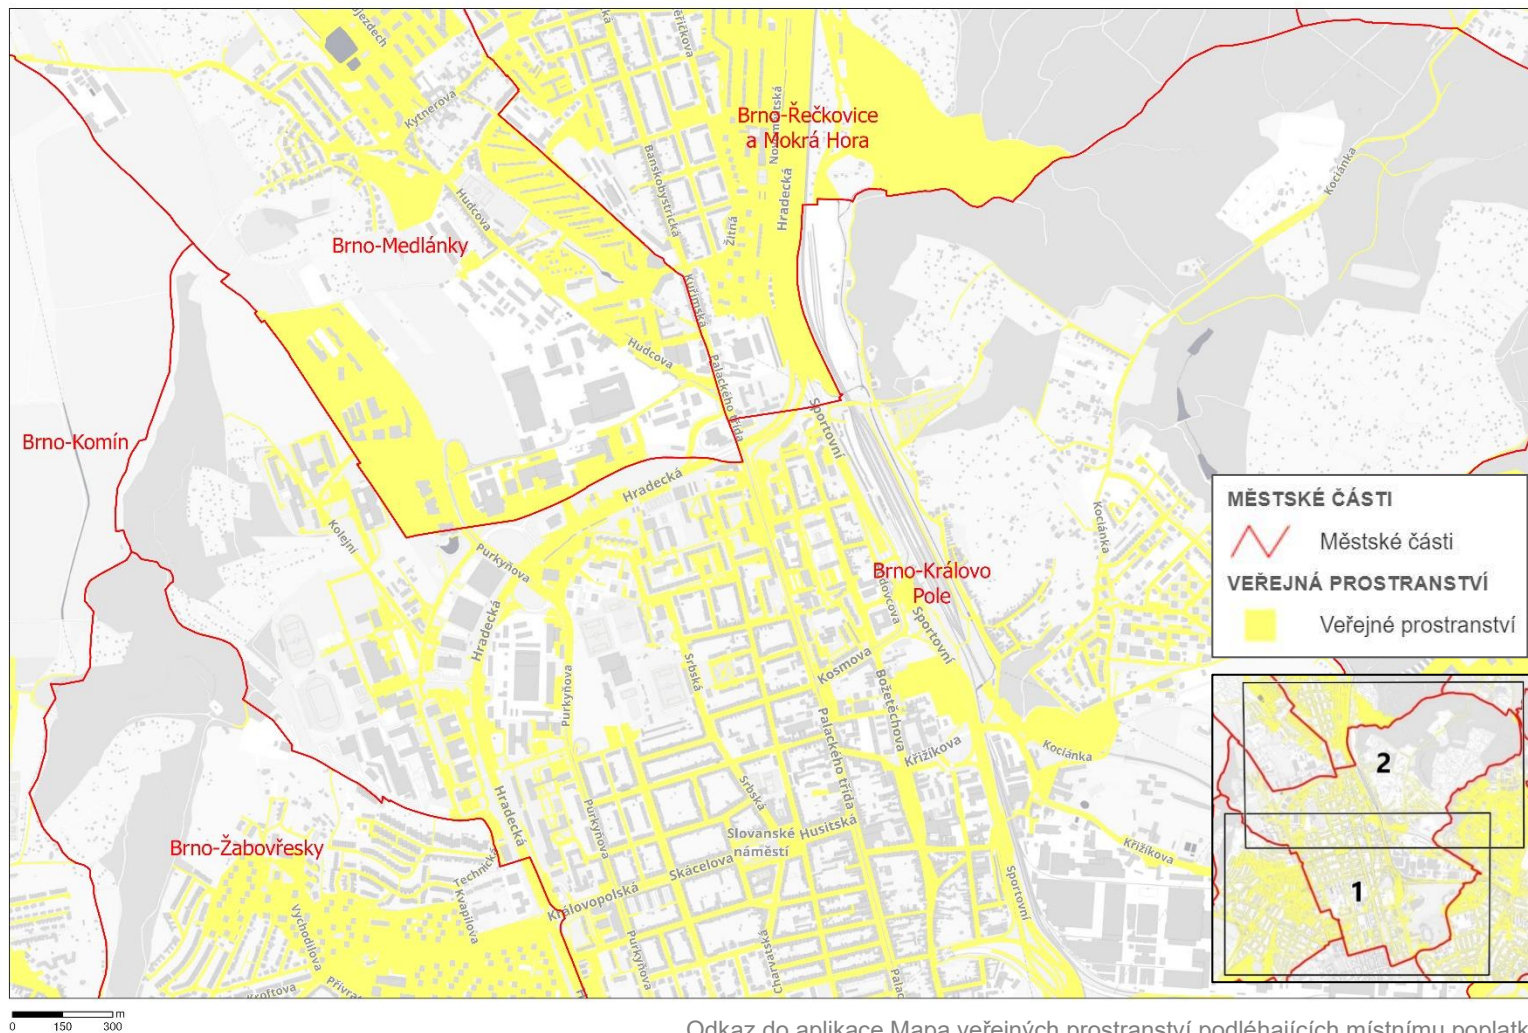 Kytnerova
Brno-Řečkovice
a Mokrá Hora
Banskobystrická
Novoměstská
Hradecká
Žitná
Kociánka
Hudcova
Brno-Medlánky
Kuřimská
Hudcova
Palackého třída
Sportovní
Brno-Komín
Hradecká
Kolejní
Purkyňova
Kociánka
Brno-Královo
Pole
Sportovní
Hradecká
Srbská
Purkyňova
Kosmova
Božetěchova
Palackého třída
Křižíkova
Kociánka
Srbská
Hradecká
Purkyňova
Slovanské
náměstí
Husitská
Křižíkova
Brno-Žabovřesky
Technická
Skácelova
Královopolská
Kvapilova
Sportovní
Vychodilova
Purkyňova
Charvatská
Kroftova
MĚSTSKÉ ČÁSTI
Městské části
VEŘEJNÁ PROSTRANSTVÍ
Veřejné prostranství
2
1
m
0 150 300
Odkaz do aplikace Mapa veřejných prostranství podléhajících místnímu